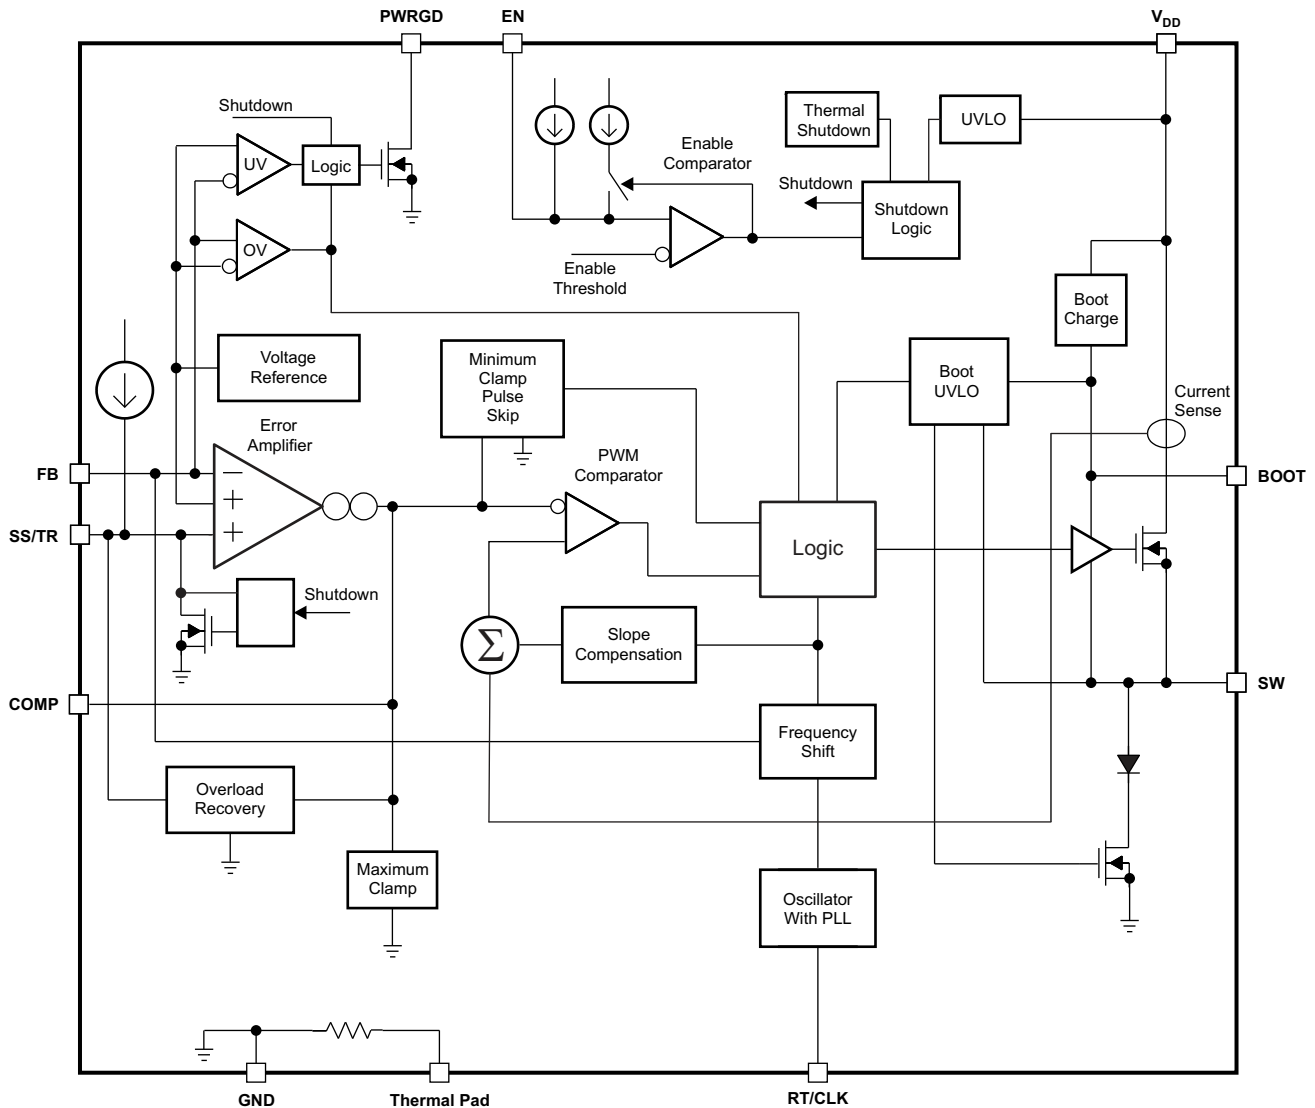 PWRGD
EN
VDD
Shutdown
UV
Logic
OV
Enable
Comparator
Thermal
Shutdown
UVLO
Shutdown
Shutdown
Logic
Enable
Threshold
Boot
Charge
Voltage
Reference
Minimum
Clamp
Pulse
Skip
Boot
UVLO
Current
Sense
Error
Amplifier
PWM
Comparator
FB
−
+
+
SS/TR
BOOT
Logic
Shutdown
Σ
Slope
Compensation
COMP
SW
Frequency
Shift
Overload
Recovery
Maximum
Clamp
Oscillator
With PLL
GND
Thermal Pad
RT/CLK